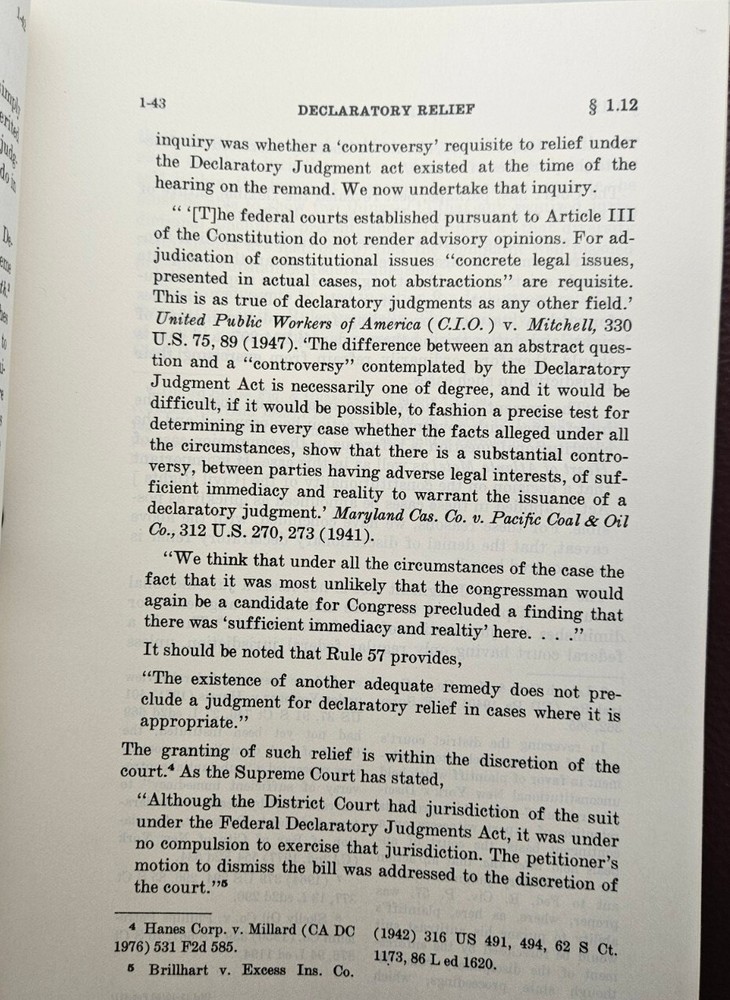 1-43 DECLARATORY RELIEF § 1.12
inquiry was whether a ‘controversy’ requisite to relief under
the Declaratory Judgment act existed at the time of the
hearing on the remand. We now undertake that inquiry.
“ ‘[T]he federal courts established pursuant to Article III
of the Constitution do not render advisory opinions. For ad-
judication of constitutional issues “concrete legal issues,
presented in actual cases, not abstractions” are requisite.
This is as true of declaratory judgments as any other field.’
United Public Workers of America (C.I.O.) v. Mitchell, 330
U.S. 75, 89 (1947). ‘The difference between an abstract ques-
tion and a “controversy” contemplated by the Declaratory
Judgment Act is necessarily one of degree, and it would be
difficult, if it would be possible, to fashion a precise test for
determining in every case whether the facts alleged under all
the circumstances, show that there is a substantial contro-
versy, between parties having adverse legal interests, of suf-
ficient immediacy and reality to warrant the issuance of a
declaratory judgment.’ Maryland Cas. Co. v. Pacific Coal & Oil
Co., 312 U.S. 270, 273 (1941).
“We think that under all the circumstances of the case the
fact that it was most unlikely that the congressman would
again be a candidate for Congress precluded a finding that
there was ‘sufficient immediacy and realtiy’ here. . . .”
It should be noted that Rule 57 provides,
“The existence of another adequate remedy does not pre-
clude a judgment for declaratory relief in cases where it is
appropriate.”
The granting of such relief is within the discretion of the
court.⁴ As the Supreme Court has stated,
“Although the District Court had jurisdiction of the suit
under the Federal Declaratory Judgments Act, it was under
no compulsion to exercise that jurisdiction. The petitioner’s
motion to dismiss the bill was addressed to the discretion of
the court.”⁵
⁴ Hanes Corp. v. Millard (CA DC
1976) 531 F2d 585.
⁵ Brillhart v. Excess Ins. Co.
(1942) 316 US 491, 494, 62 S Ct.
1173, 86 L ed 1620.